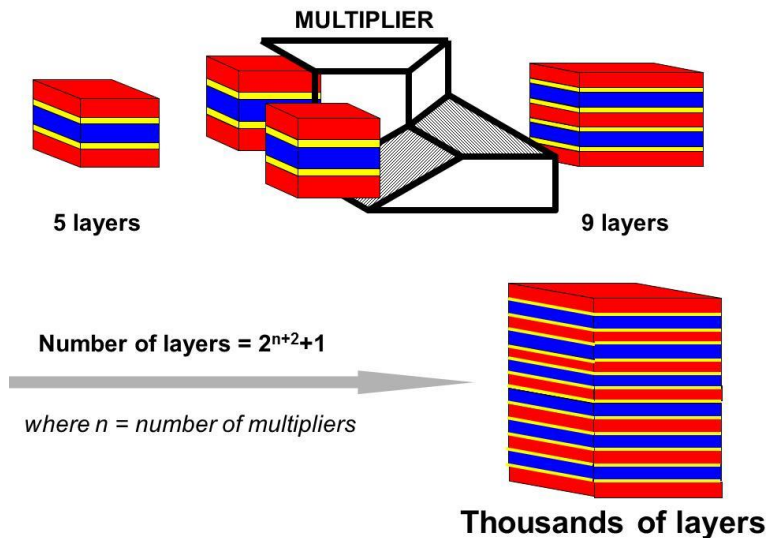 MULTIPLIER
5 layers
9 layers
Number of layers = 2ⁿ⁺²+1
where n = number of multipliers
Thousands of layers